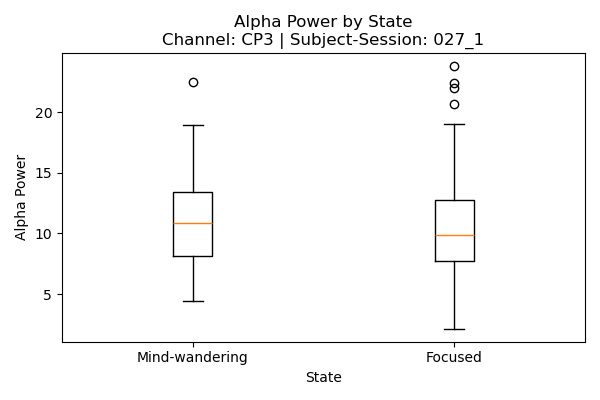 Alpha Power by State
Channel: CP3 | Subject-Session: 027_1
Alpha Power
20
15
10
5
Mind-wandering
Focused
State